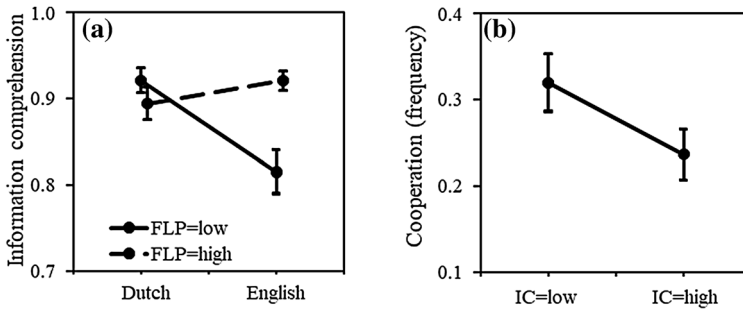 (a)
Information comprehension
1.0
0.9
0.8
0.7
FLP=low
FLP=high
Dutch English
(b)
Cooperation (frequency)
0.4
0.3
0.2
0.1
IC=low IC=high